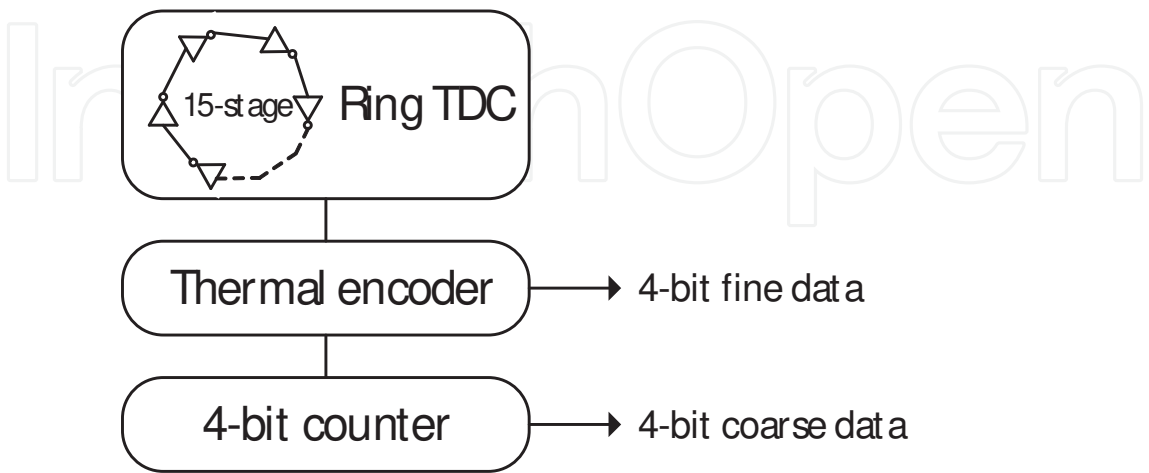 15-stage
Ring TDC
Thermal encoder
4-bit fine data
4-bit counter
4-bit coarse data